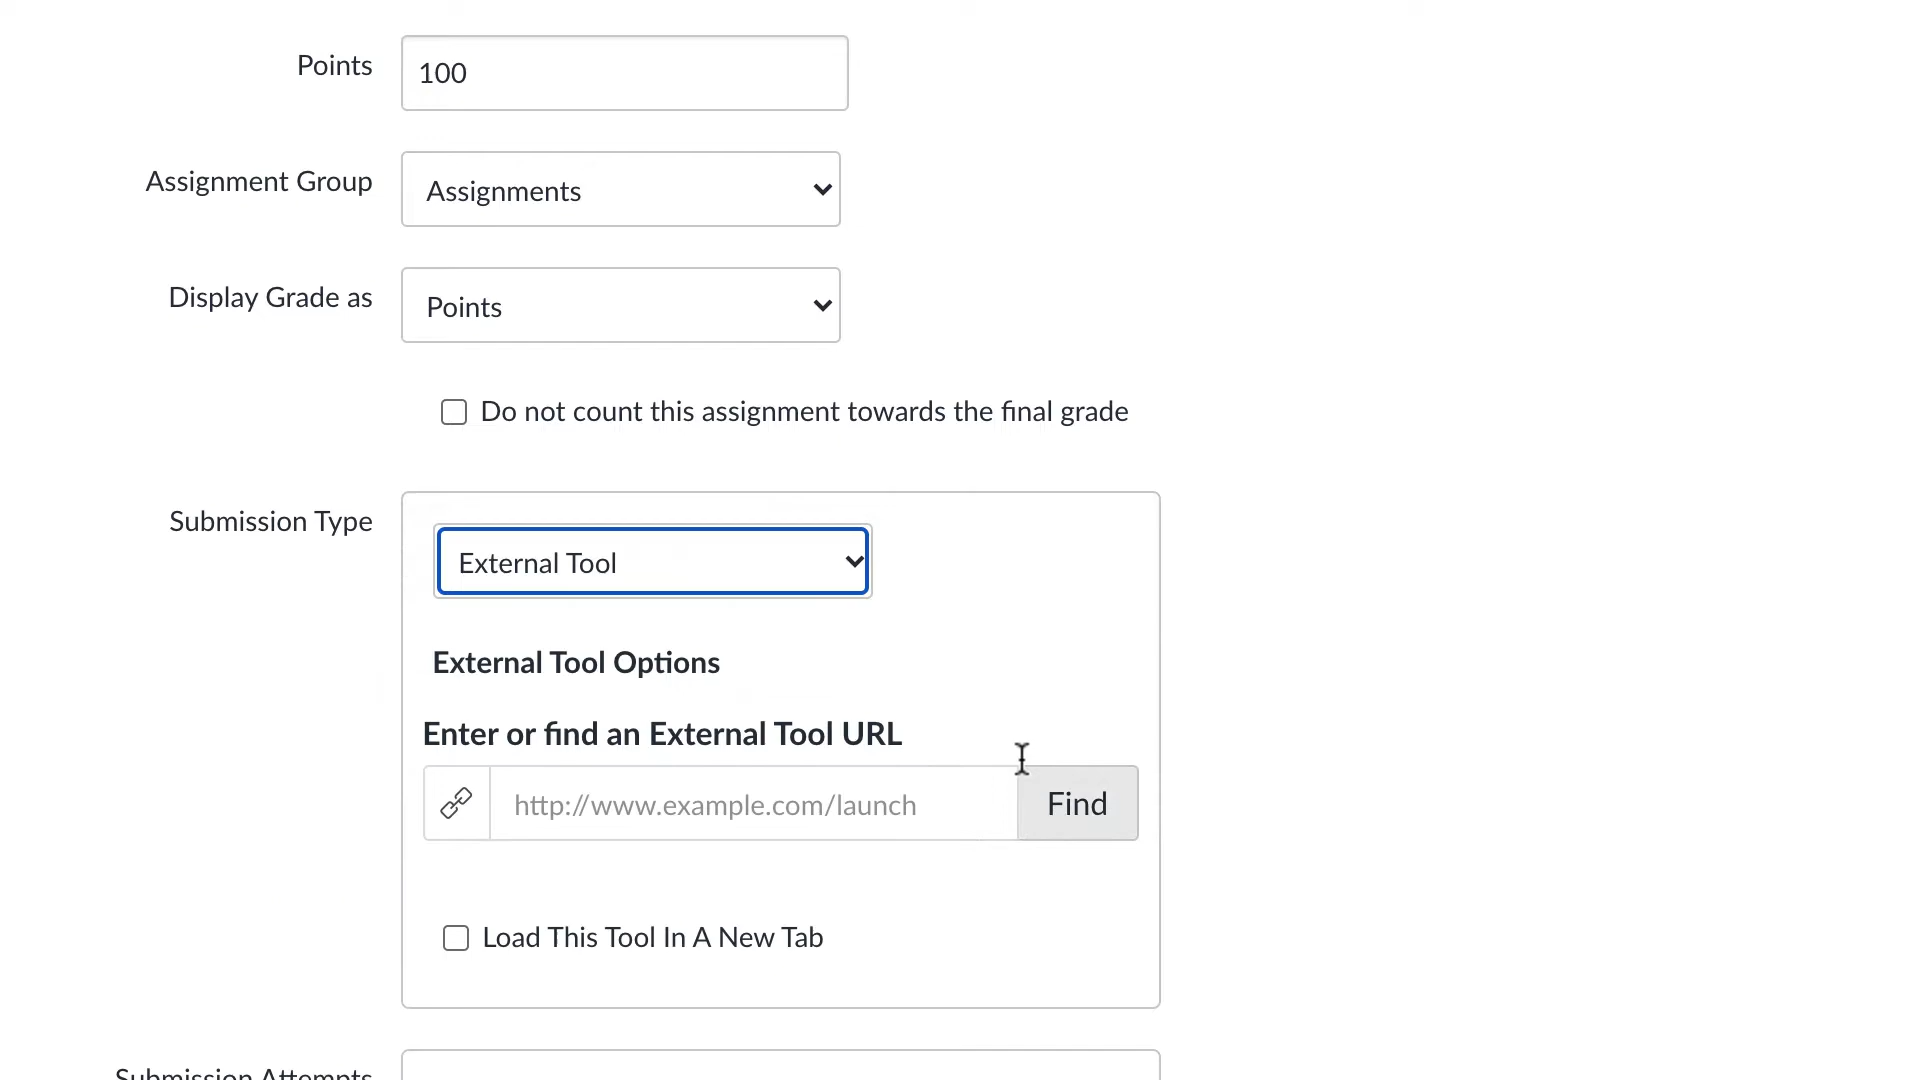 Points
100
Assignment Group
Assignments
Display Grade as
Points
Do not count this assignment towards the final grade
Submission Type
External Tool
External Tool Options
Enter or find an External Tool URL
http://www.example.com/launch
Find
Load This Tool In A New Tab
Submission Attempts